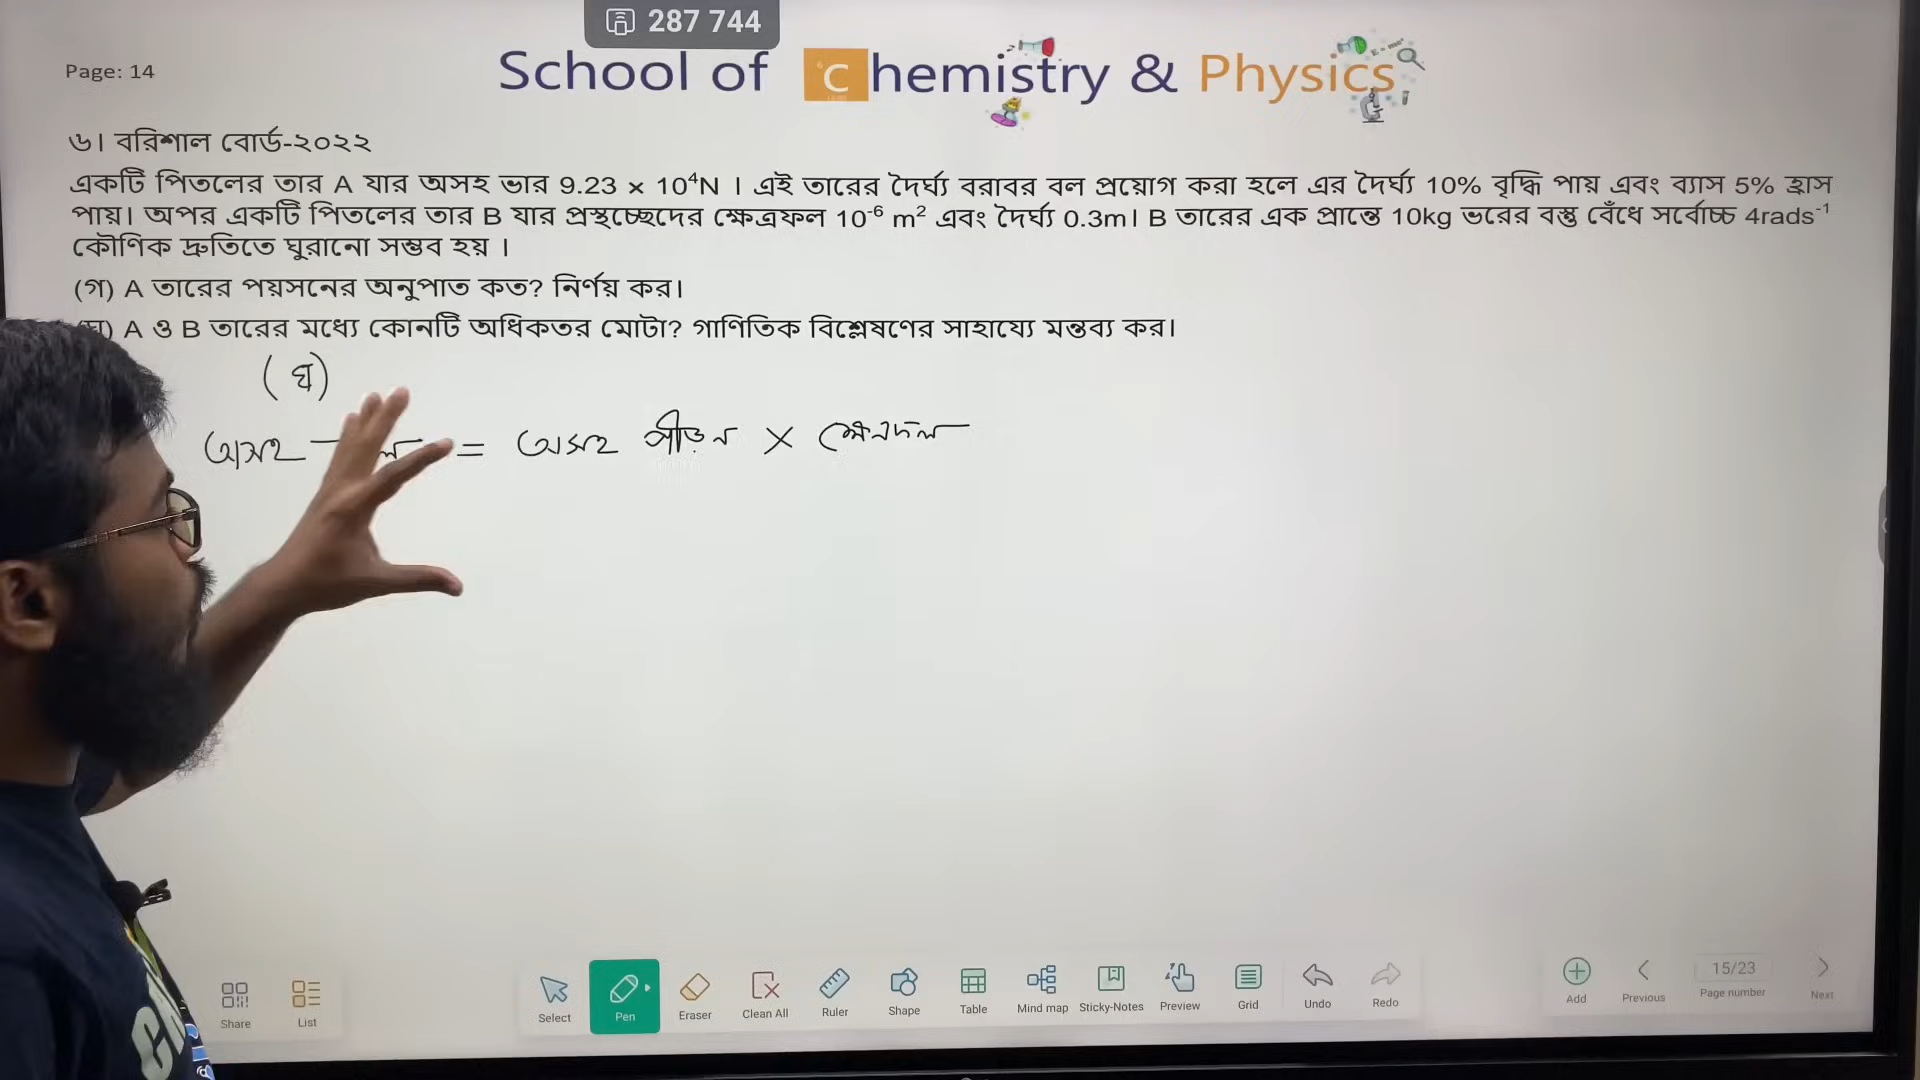 287 744
Page: 14
School of Chemistry & Physics
৬। বরিশাল বোর্ড-২০২২
একটি পিতলের তার A যার অসহ ভার 9.23 × 10⁴N । এই তারের দৈর্ঘ্য বরাবর বল প্রয়োগ করা হলে এর দৈর্ঘ্য 10% বৃদ্ধি পায় এবং ব্যাস 5% হ্রাস
পায়। অপর একটি পিতলের তার B যার প্রস্থচ্ছেদের ক্ষেত্রফল 10⁻⁶ m² এবং দৈর্ঘ্য 0.3m। B তারের এক প্রান্তে 10kg ভরের বস্তু বেঁধে সর্বোচ্চ 4rads⁻¹
কৌণিক দ্রুতিতে ঘুরানো সম্ভব হয় ।
(গ) A তারের পয়সনের অনুপাত কত? নির্ণয় কর।
(ঘ) A ও B তারের মধ্যে কোনটি অধিকতর মোটা? গাণিতিক বিশ্লেষণের সাহায্যে মন্তব্য কর।
(ঘ)
অসহ = অসহ পীড়ন × ক্ষেত্রফল
Share List Select Pen Eraser Clean All Ruler Shape Table Mind map Sticky-Notes Preview Grid Undo Redo Add Previous 15/23 Page number Next